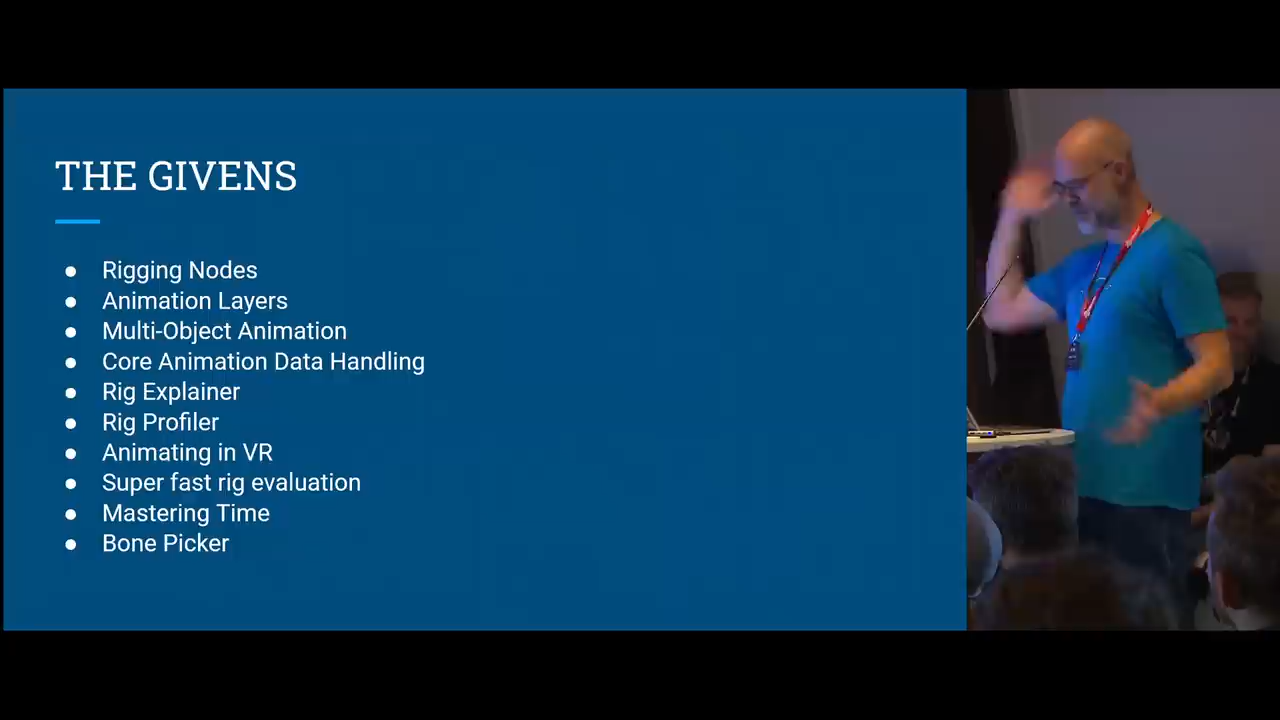 THE GIVENS
● Rigging Nodes
● Animation Layers
● Multi-Object Animation
● Core Animation Data Handling
● Rig Explainer
● Rig Profiler
● Animating in VR
● Super fast rig evaluation
● Mastering Time
● Bone Picker